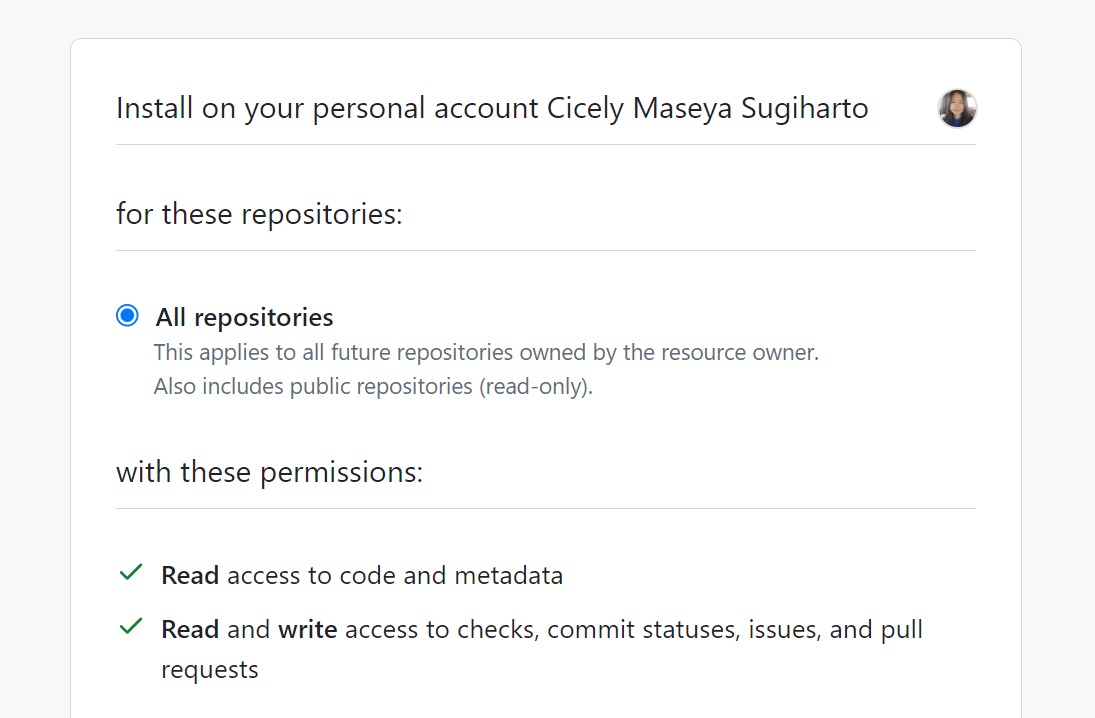 Install on your personal account Cicely Maseya Sugiharto
for these repositories:
All repositories
This applies to all future repositories owned by the resource owner.
Also includes public repositories (read-only).
with these permissions:
Read access to code and metadata
Read and write access to checks, commit statuses, issues, and pull
requests